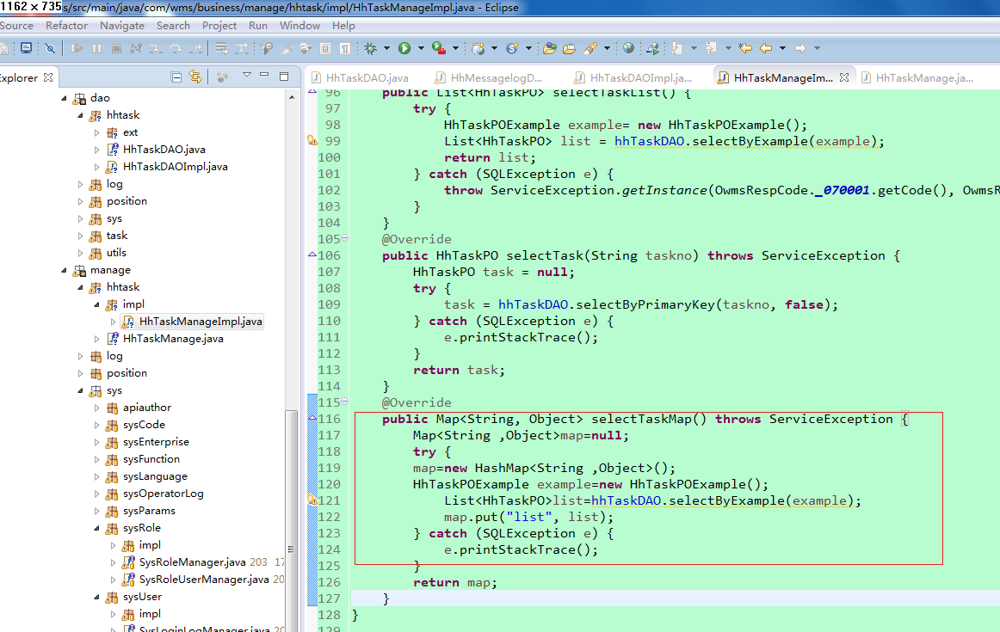 1162 × 735
s/src/main/java/com/wms/business/manage/hhtask/impl/HhTaskManageImpl.java - Eclipse
Source Refactor Navigate Search Project Run Window Help
Explorer
HhTaskDAO.java
HhMessagelogD...
HhTaskDAOImpl.ja...
HhTaskManageIm...
HhTaskManage.ja...
dao
hhtask
ext
HhTaskDAO.java
HhTaskDAOImpl.java
log
position
sys
task
utils
manage
hhtask
impl
HhTaskManageImpl.java
HhTaskManage.java
log
position
sys
apiauthor
sysCode
sysEnterprise
sysFunction
sysLanguage
sysOperatorLog
sysParams
sysRole
impl
SysRoleManager.java 203 17
SysRoleUserManager.java 20
sysUser
impl
SysLoginLogManager.java 20
96 public List<HhTaskPO> selectTaskList() {
97 try {
98 HhTaskPOExample example= new HhTaskPOExample();
99 List<HhTaskPO> list = hhTaskDAO.selectByExample(example);
100 return list;
101 } catch (SQLException e) {
102 throw ServiceException.getInstance(OwmsRespCode._070001.getCode(), OwmsR
103 }
104 }
105 @Override
106 public HhTaskPO selectTask(String taskno) throws ServiceException {
107 HhTaskPO task = null;
108 try {
109 task = hhTaskDAO.selectByPrimaryKey(taskno, false);
110 } catch (SQLException e) {
111 e.printStackTrace();
112 }
113 return task;
114 }
115 @Override
116 public Map<String, Object> selectTaskMap() throws ServiceException {
117 Map<String ,Object>map=null;
118 try {
119 map=new HashMap<String ,Object>();
120 HhTaskPOExample example=new HhTaskPOExample();
121 List<HhTaskPO>list=hhTaskDAO.selectByExample(example);
122 map.put("list", list);
123 } catch (SQLException e) {
124 e.printStackTrace();
125 }
126 return map;
127 }
128 }
129